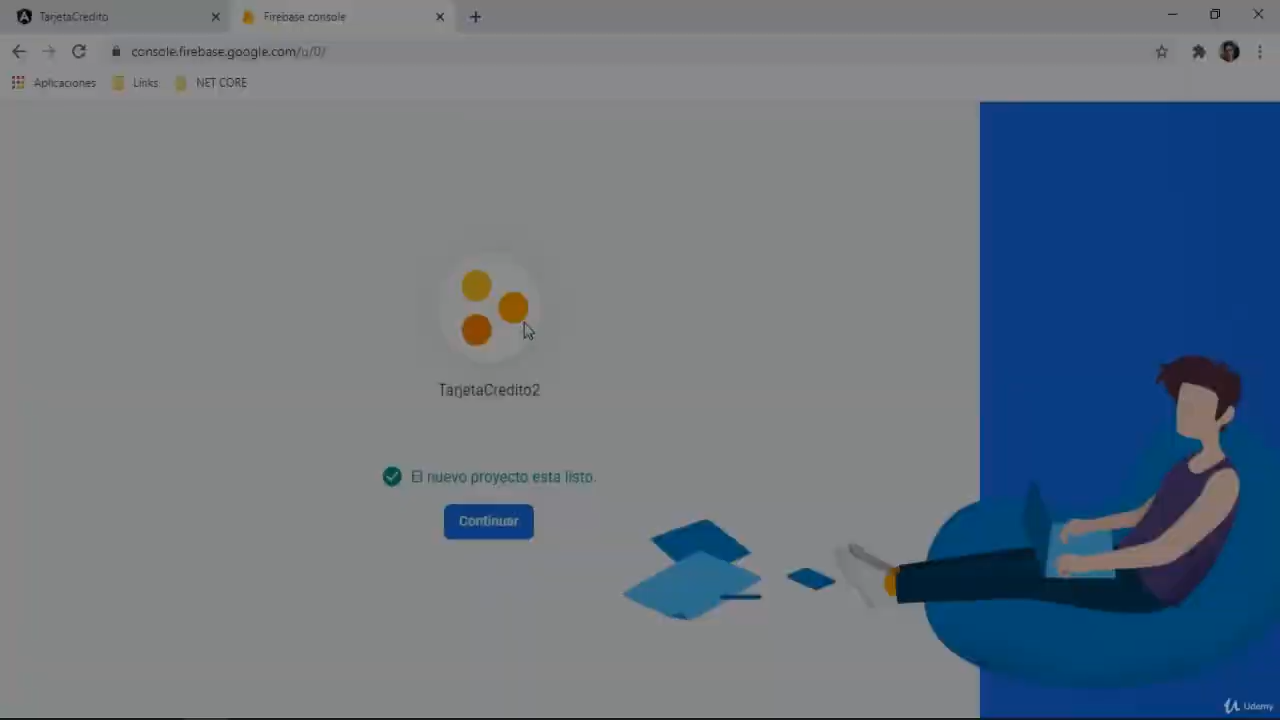 TarjetaCredito
Firebase console
console.firebase.google.com/u/0/
Aplicaciones
Links
NET CORE
TarjetaCredito2
El nuevo proyecto esta listo.
Continuar
Udemy